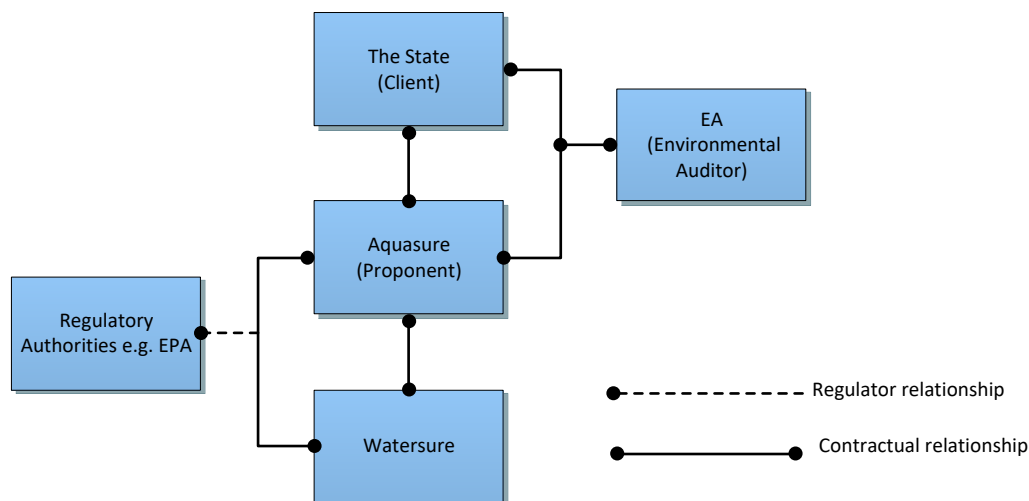 The State
(Client)
EA
(Environmental
Auditor)
Aquasure
(Proponent)
Regulatory
Authorities e.g. EPA
Watersure
Regulator relationship
Contractual relationship